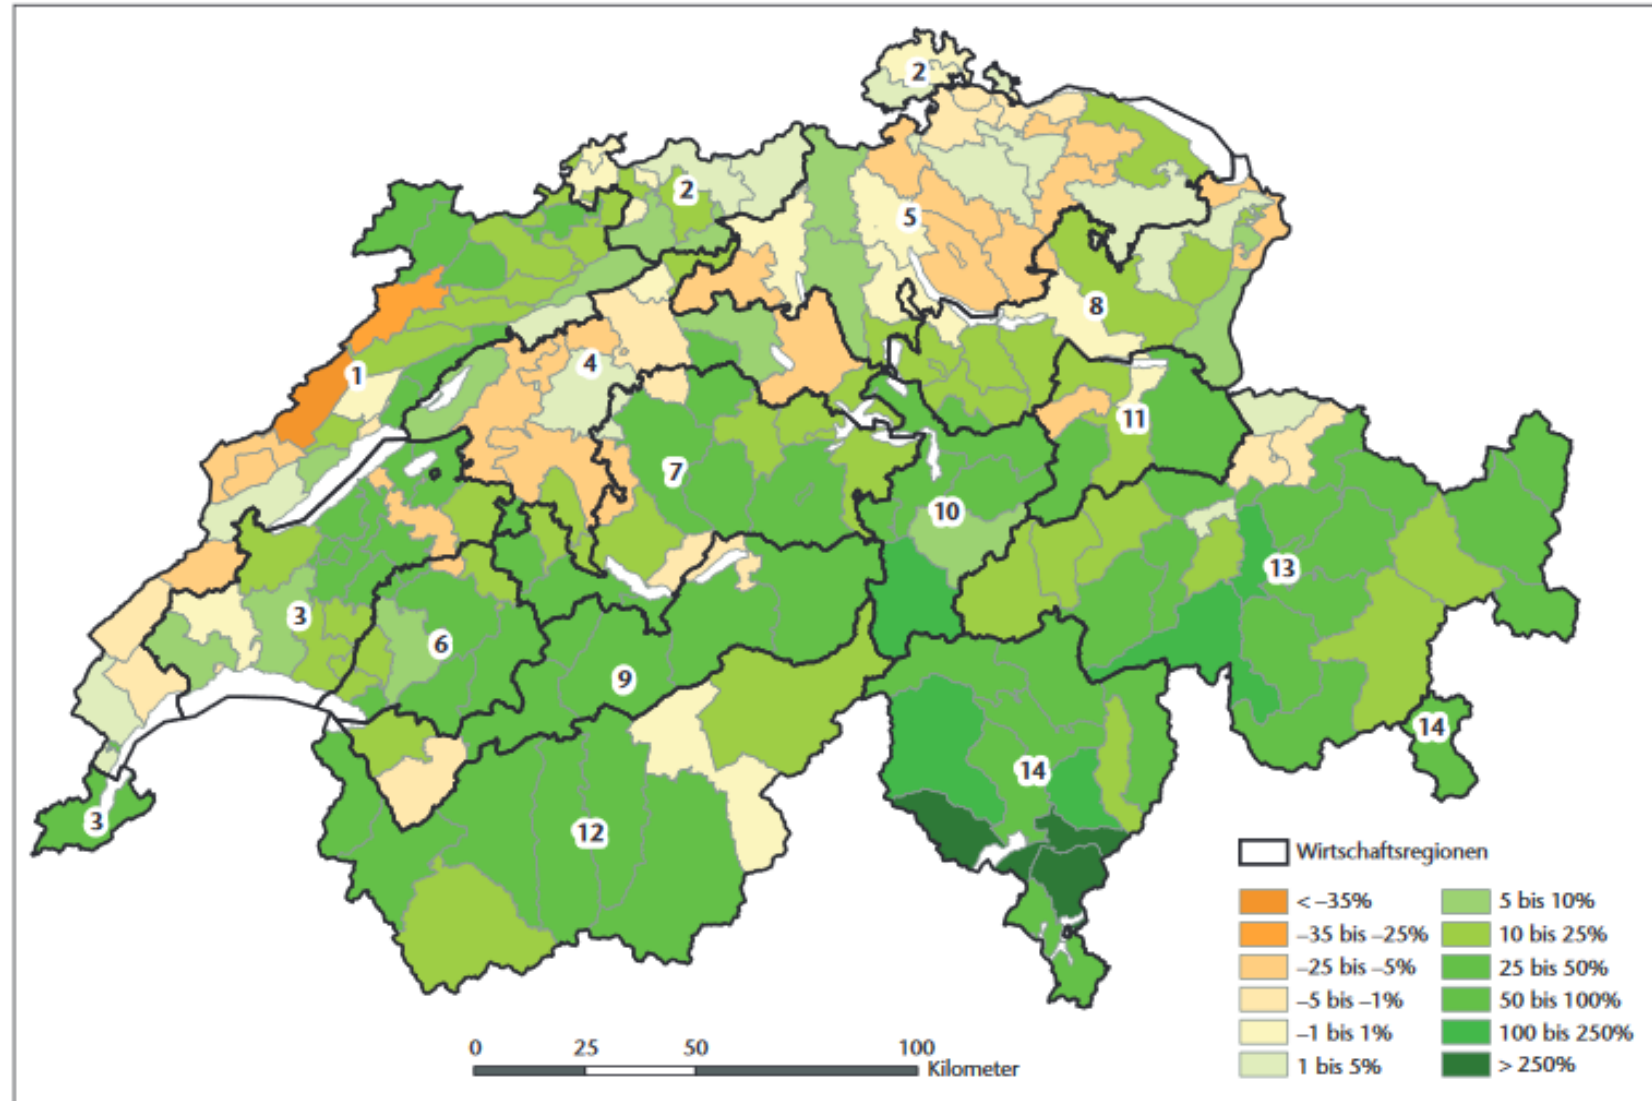 2
2
5
8
4
1
11
7
10
13
3
6
9
14
14
12
3
Wirtschaftsregionen
< –35%
–35 bis –25%
–25 bis –5%
–5 bis –1%
–1 bis 1%
1 bis 5%
5 bis 10%
10 bis 25%
25 bis 50%
50 bis 100%
100 bis 250%
> 250%
0 25 50 100
Kilometer